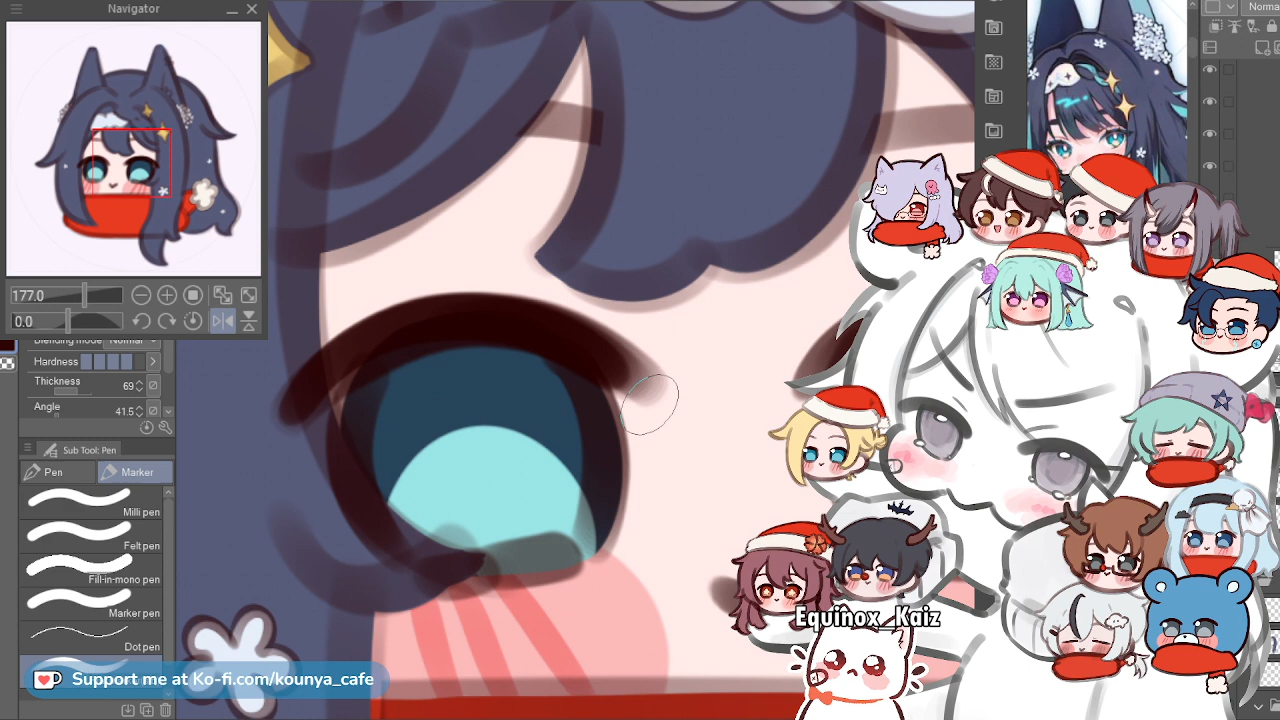 Navigator
Norma
177.0
0.0
Hardness
Thickness 69
Angle 41.5
Sub Tool: Pen
Pen
Marker
Milli pen
Felt pen
Fill-in-mono pen
Marker pen
Dot pen
Equinox_Kaiz
Support me at Ko-fi.com/kounya_cafe